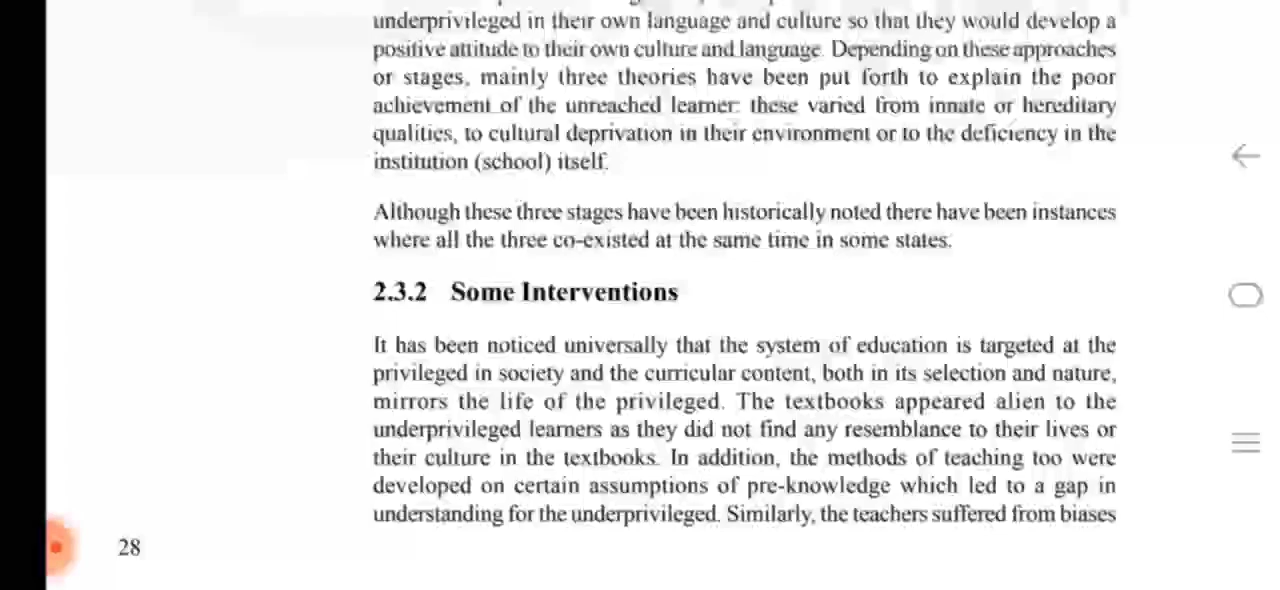 underprivileged in their own language and culture so that they would develop a
positive attitude to their own culture and language. Depending on these approaches
or stages, mainly three theories have been put forth to explain the poor
achievement of the unreached learner: these varied from innate or hereditary
qualities, to cultural deprivation in their environment or to the deficiency in the
institution (school) itself.
Although these three stages have been historically noted there have been instances
where all the three co-existed at the same time in some states.
2.3.2 Some Interventions
It has been noticed universally that the system of education is targeted at the
privileged in society and the curricular content, both in its selection and nature,
mirrors the life of the privileged. The textbooks appeared alien to the
underprivileged learners as they did not find any resemblance to their lives or
their culture in the textbooks. In addition, the methods of teaching too were
developed on certain assumptions of pre-knowledge which led to a gap in
understanding for the underprivileged. Similarly, the teachers suffered from biases
28